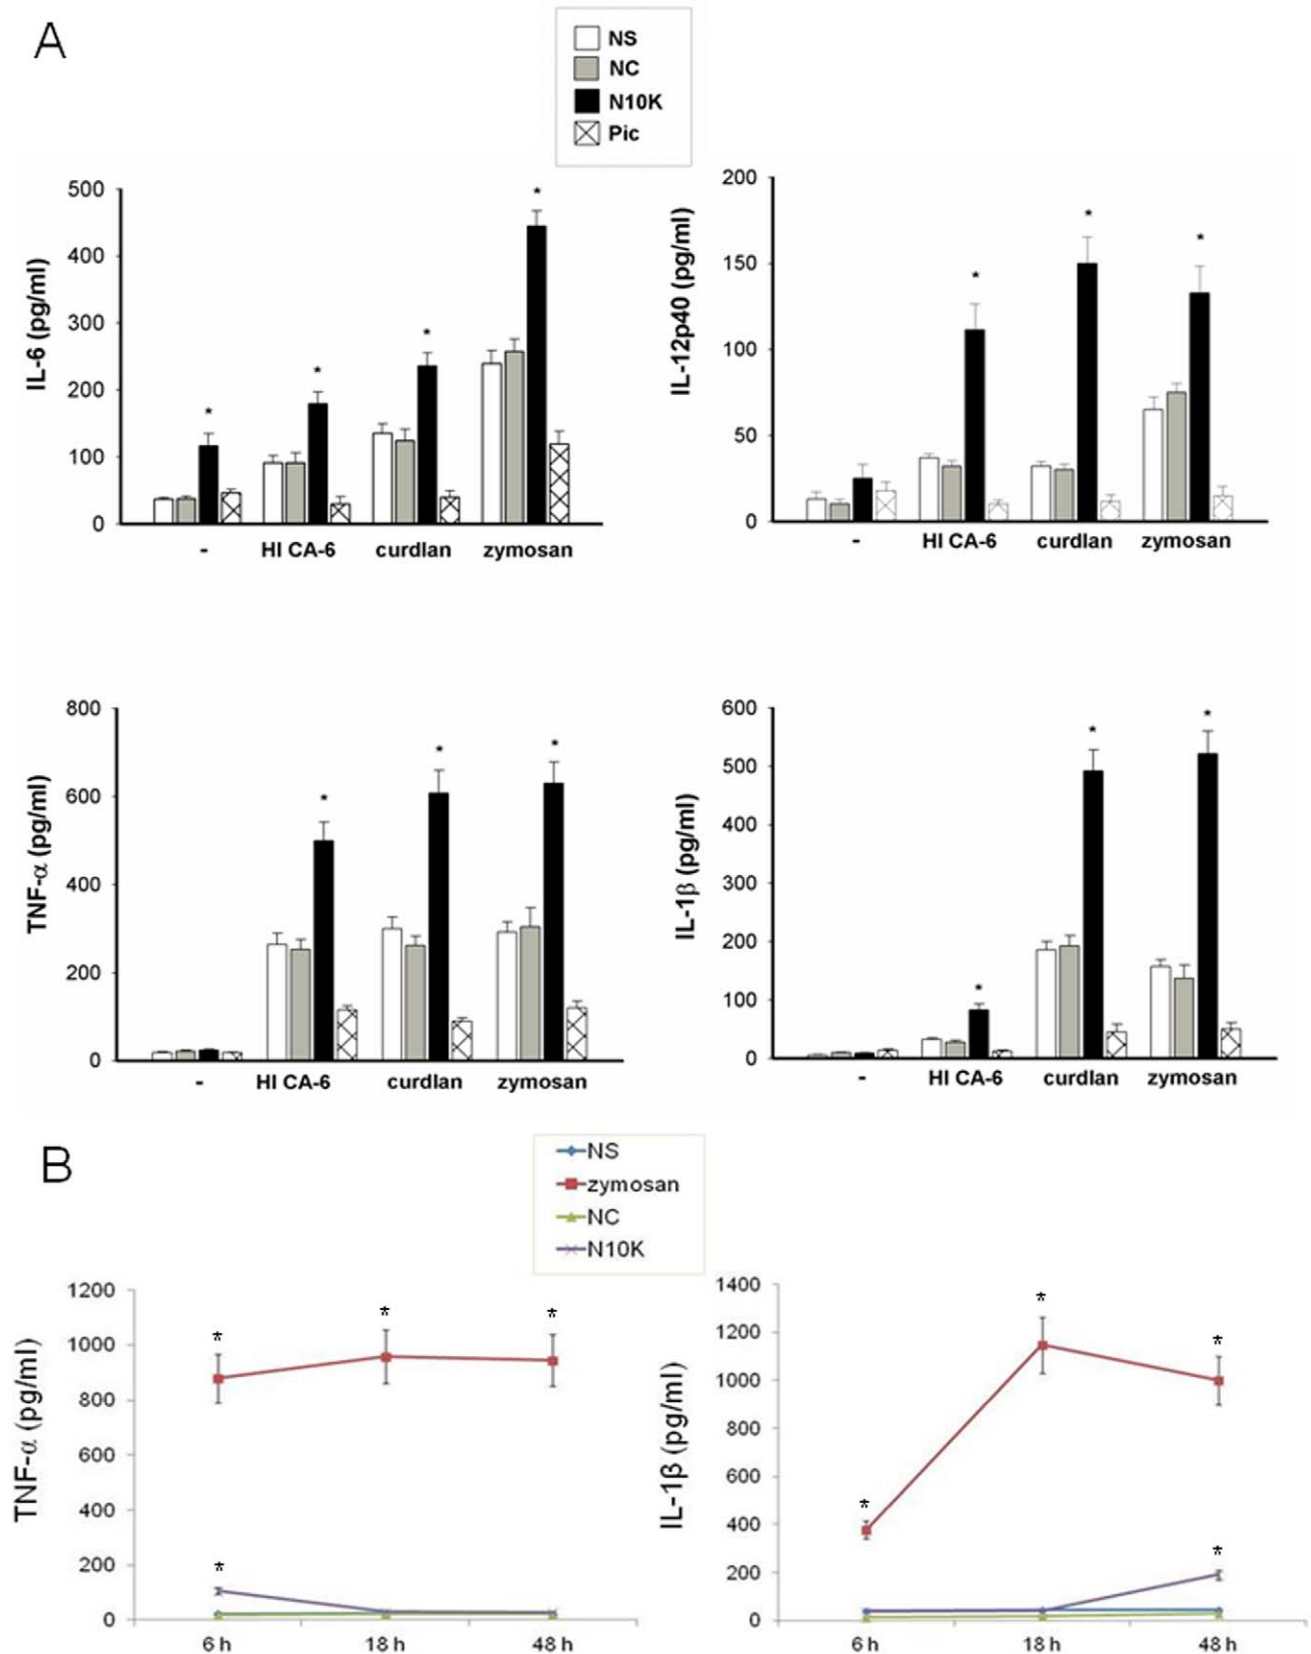 A
NS
NC
N10K
Pic
IL-6 (pg/ml)
500
400
300
200
100
0
* * * *
- HI CA-6 curdlan zymosan
IL-12p40 (pg/ml)
200
150
100
50
0
* * *
- HI CA-6 curdlan zymosan
TNF-α (pg/ml)
800
600
400
200
0
* * *
- HI CA-6 curdlan zymosan
IL-1β (pg/ml)
600
500
400
300
200
100
0
* * *
- HI CA-6 curdlan zymosan
B
NS
zymosan
NC
N10K
TNF-α (pg/ml)
1200
1000
800
600
400
200
0
* * *
*
6 h 18 h 48 h
IL-1β (pg/ml)
1400
1200
1000
800
600
400
200
0
* * *
*
6 h 18 h 48 h